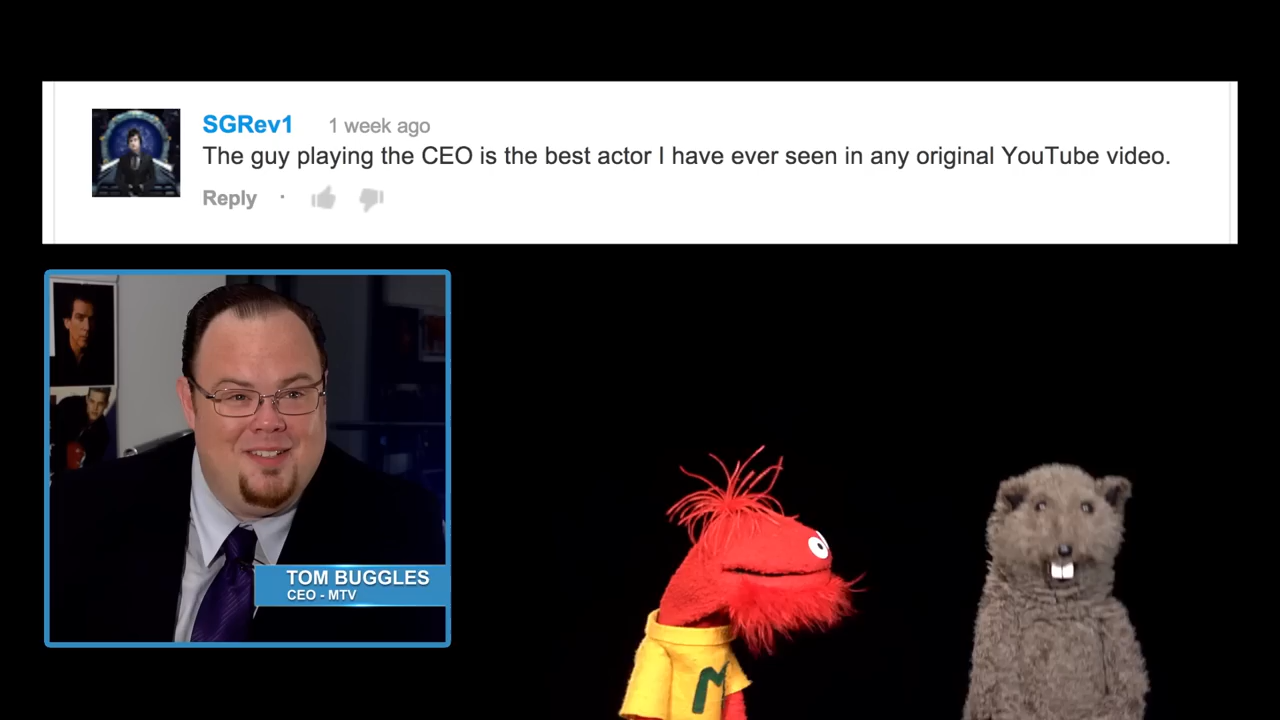 SGRev1 1 week ago
The guy playing the CEO is the best actor I have ever seen in any original YouTube video.
Reply ·
TOM BUGGLES
CEO - MTV
M